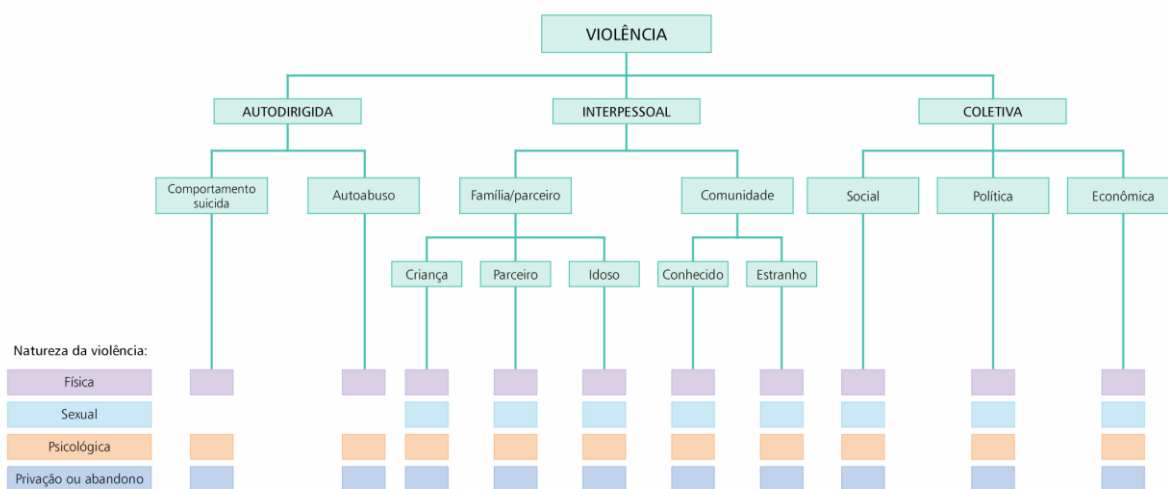 VIOLÊNCIA
AUTODIRIGIDA
INTERPESSOAL
COLETIVA
Comportamento
suicida
Autoabuso
Família/parceiro
Comunidade
Social
Política
Econômica
Criança
Parceiro
Idoso
Conhecido
Estranho
Natureza da violência:
Física
Sexual
Psicológica
Privação ou abandono